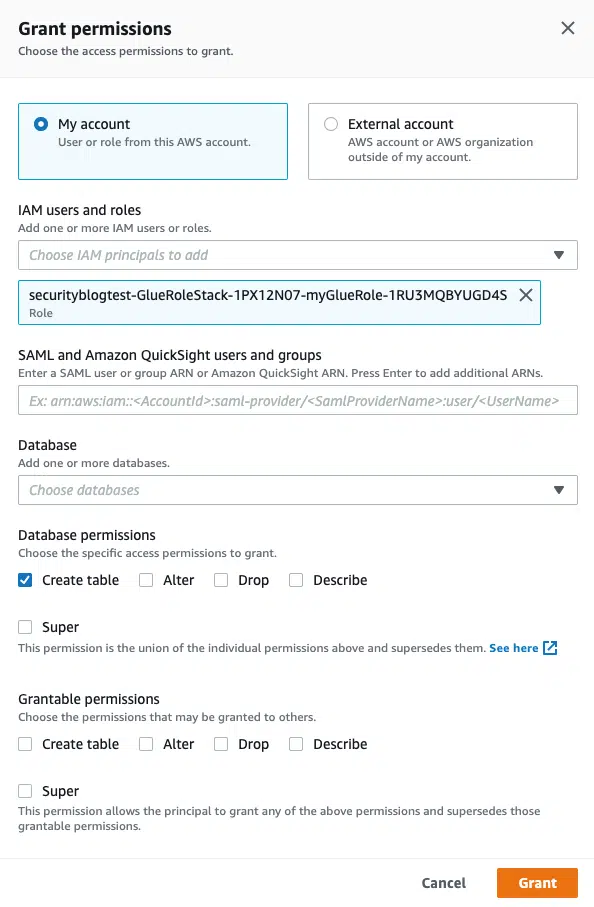 Grant permissions
Choose the access permissions to grant.
My account
User or role from this AWS account.
External account
AWS account or AWS organization
outside of my account.
IAM users and roles
Add one or more IAM users or roles.
Choose IAM principals to add
securityblogtest-GlueRoleStack-1PX12N07-myGlueRole-1RU3MQBYUGD4S
Role
SAML and Amazon QuickSight users and groups
Enter a SAML user or group ARN or Amazon QuickSight ARN. Press Enter to add additional ARNs.
Ex: arn:aws:iam::<AccountId>:saml-provider/<SamlProviderName>:user/<UserName>
Database
Add one or more databases.
Choose databases
Database permissions
Choose the specific access permissions to grant.
Create table Alter Drop Describe
Super
This permission is the union of the individual permissions above and supersedes them. See here
Grantable permissions
Choose the permissions that may be granted to others.
Create table Alter Drop Describe
Super
This permission allows the principal to grant any of the above permissions and supersedes those
grantable permissions.
Cancel Grant